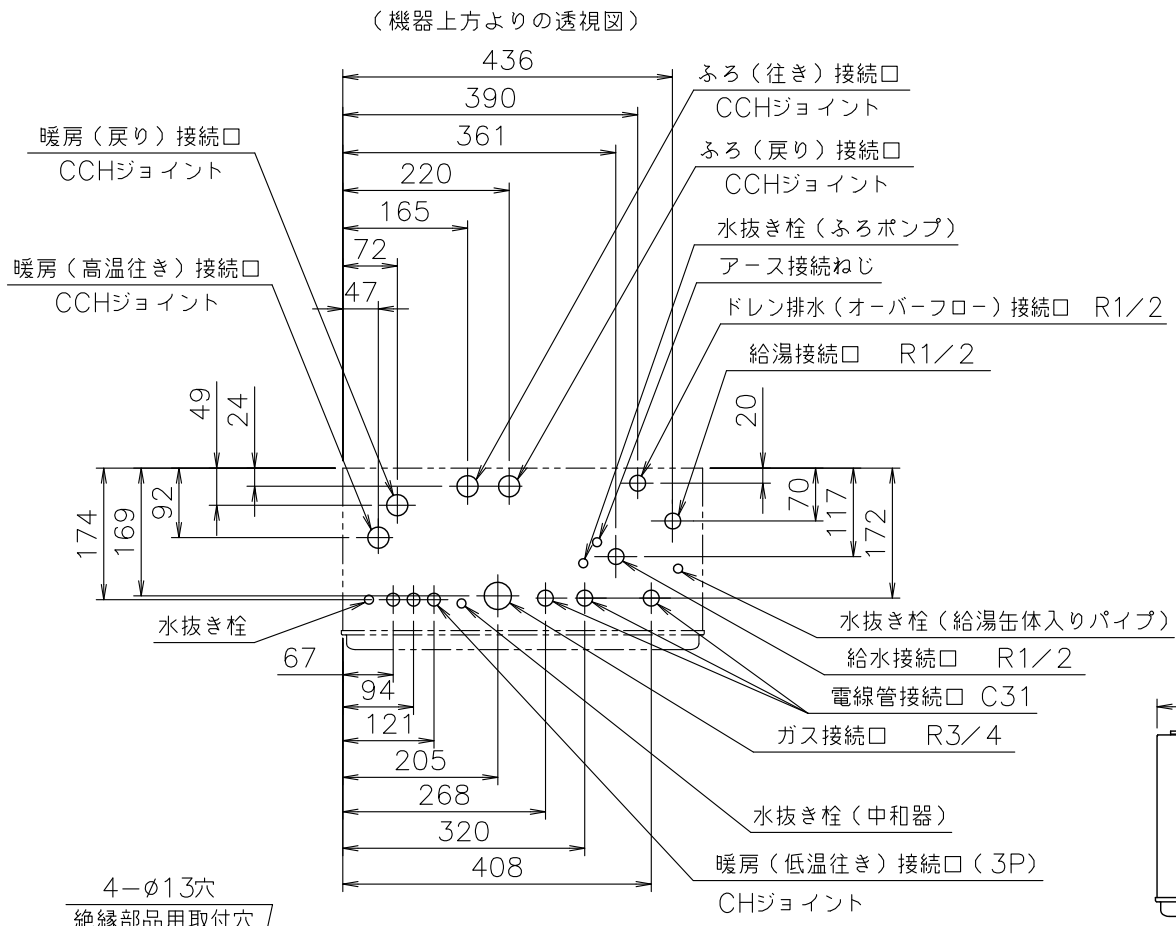 (機器上方よりの透視図)
436
ふろ(往き)接続口
CCHジョイント
390
暖房(戻り)接続口
CCHジョイント
361
ふろ(戻り)接続口
CCHジョイント
220
165
水抜き栓(ふろポンプ)
72
アース接続ねじ
暖房(高温往き)接続口
CCHジョイント
47
ドレン排水(オーバーフロー)接続口 R1/2
給湯接続口 R1/2
49
24
20
92
70
117
174
169
172
水抜き栓
水抜き栓(給湯缶体入りパイプ)
67
給水接続口 R1/2
94
電線管接続口 C31
121
ガス接続口 R3/4
205
268
水抜き栓(中和器)
320
暖房(低温往き)接続口(3P)
CHジョイント
408
4-φ13穴
絶縁部品用取付穴